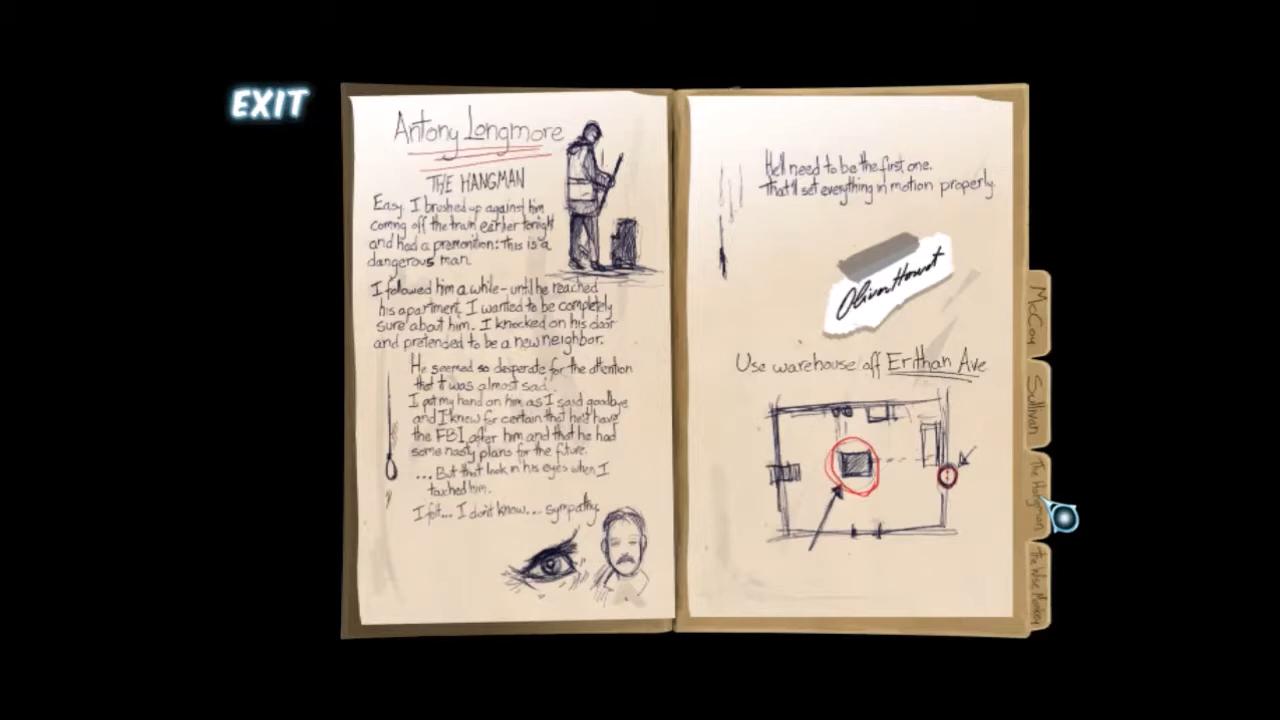 EXIT
Antony Longmore
THE HANGMAN
Easy. I brushed up against him
coming off the train earlier tonight
and had a premonition: This is a
dangerous man.
I followed him a while - until he reached
his apartment. I wanted to be completely
sure about him. I knocked on his door
and pretended to be a new neighbor.
He seemed so desperate for the attention
that it was almost sad.
I put my hand on him as I said goodbye
and I knew for certain that he'd have
the FBI after him and that he had
some nasty plans for the future.
...But that look in his eyes when I
touched him.
I felt... I don't know... sympathy.
He'll need to be the first one.
That'll set everything in motion properly.
Use warehouse off Erithan Ave
McCoy
Sullivan
The Hangman
The Wise Monkey